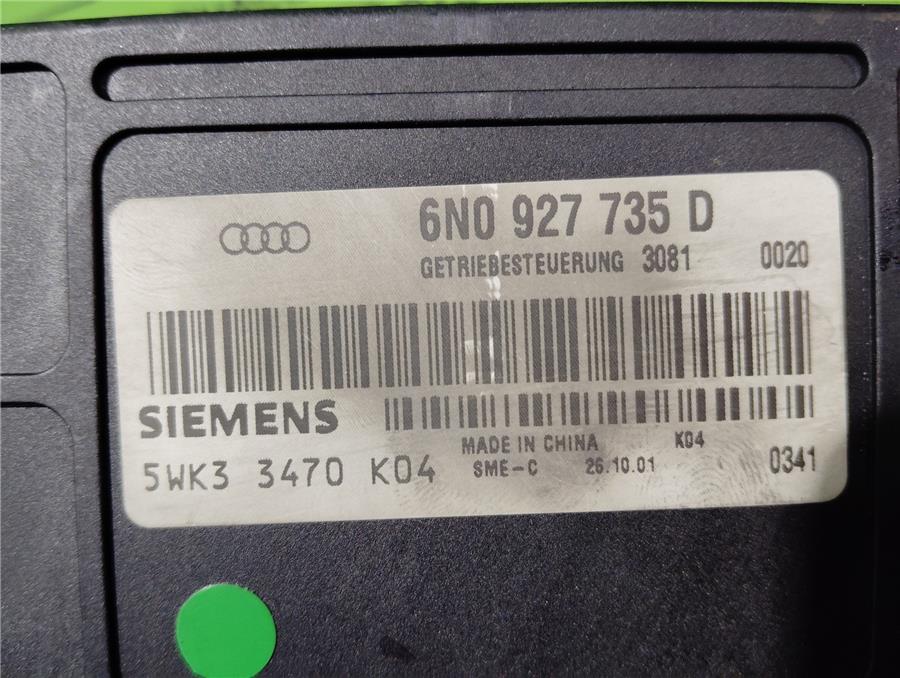 6N0 927 735 D
GETRIEBESTEUERUNG 3081 0020
SIEMENS
MADE IN CHINA K04
5WK3 3470 K04 SME-C 26.10.01 0341